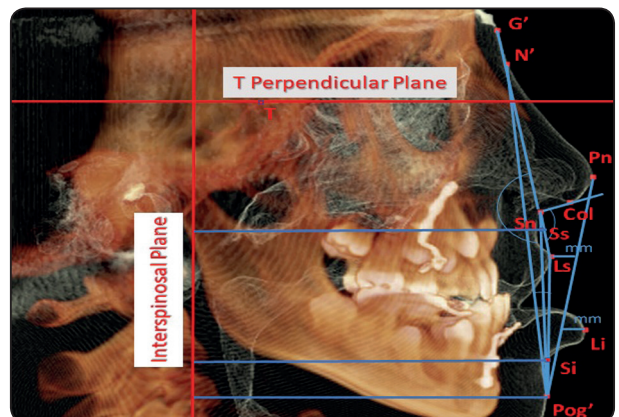 G'
N'
T Perpendicular Plane
T
Pn
Col
Sn
Ss
mm
Ls
Interspinosal Plane
mm
Li
Si
Pog'